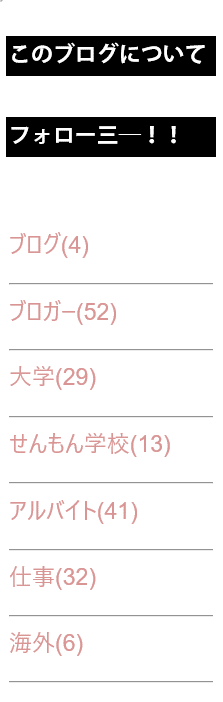 このブログについて
フォロー三―！！
ブログ(4)
ブロガ−(52)
大学(29)
せんもん学校(13)
アルバイト(41)
仕事(32)
海外(6)